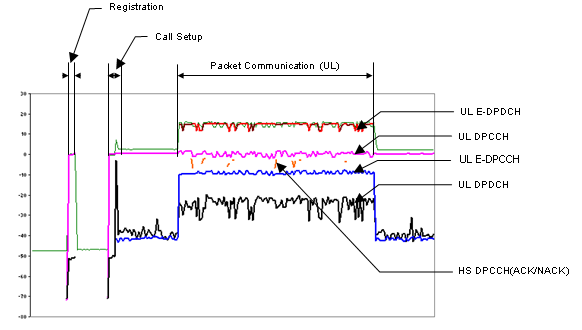 Registration
Call Setup
Packet Communication (UL)
30
20
10
0
-10
-20
-30
-40
-50
-60
-70
-80
UL E-DPDCH
UL DPCCH
UL E-DPCCH
UL DPDCH
HS DPCCH(ACK/NACK)